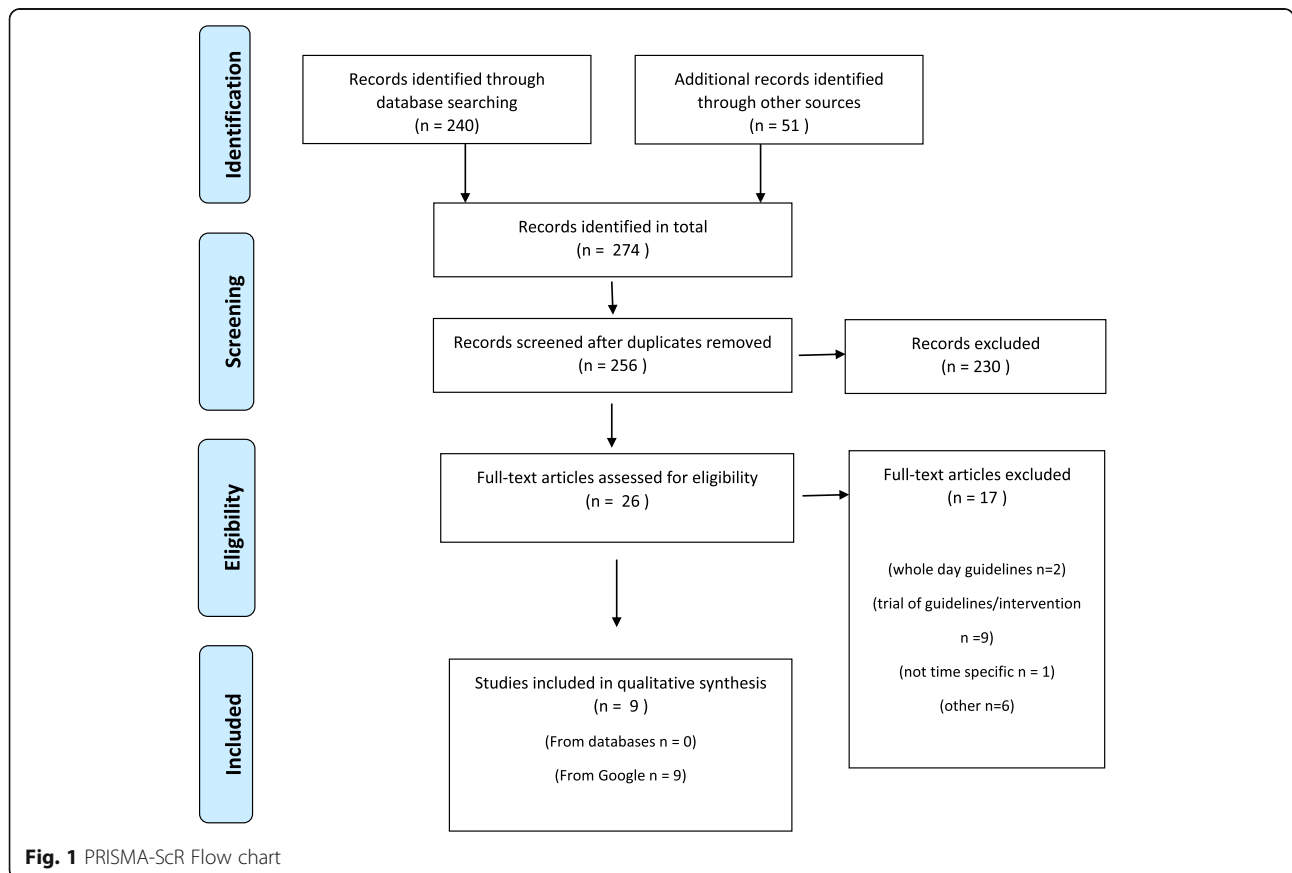 Identification
Records identified through
database searching
(n = 240)
Additional records identified
through other sources
(n = 51 )
Records identified in total
(n = 274 )
Screening
Records screened after duplicates removed
(n = 256 )
Records excluded
(n = 230 )
Eligibility
Full-text articles assessed for eligibility
(n = 26 )
Full-text articles excluded
(n = 17 )
(whole day guidelines n=2)
(trial of guidelines/intervention
n =9)
(not time specific n = 1)
(other n=6)
Included
Studies included in qualitative synthesis
(n = 9 )
(From databases n = 0)
(From Google n = 9)
Fig. 1 PRISMA-ScR Flow chart